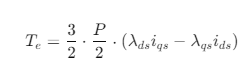 $T_e = \frac{3}{2} \cdot \frac{P}{2} \cdot (\lambda_{ds} i_{qs} - \lambda_{qs} i_{ds})$